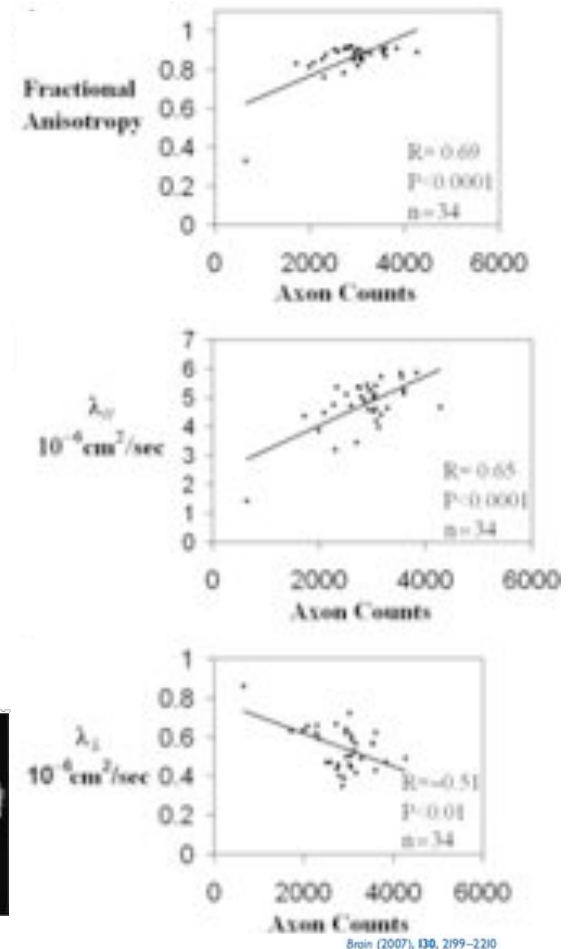 1
0.8
Fractional
Anisotropy
0.6
0.4
0.2
0
R= 0.69
P<0.0001
n=34
0 2000 4000 6000
Axon Counts
7
6
5
4
3
2
1
0
λ//
10⁻⁶cm²/sec
R= 0.65
P<0.0001
n=34
0 2000 4000 6000
Axon Counts
1
0.8
0.6
0.4
0.2
0
λ⊥
10⁻⁶cm²/sec
R=-0.51
P<0.01
n=34
0 2000 4000 6000
Axon Counts
Brain (2007), 130, 2199–2210